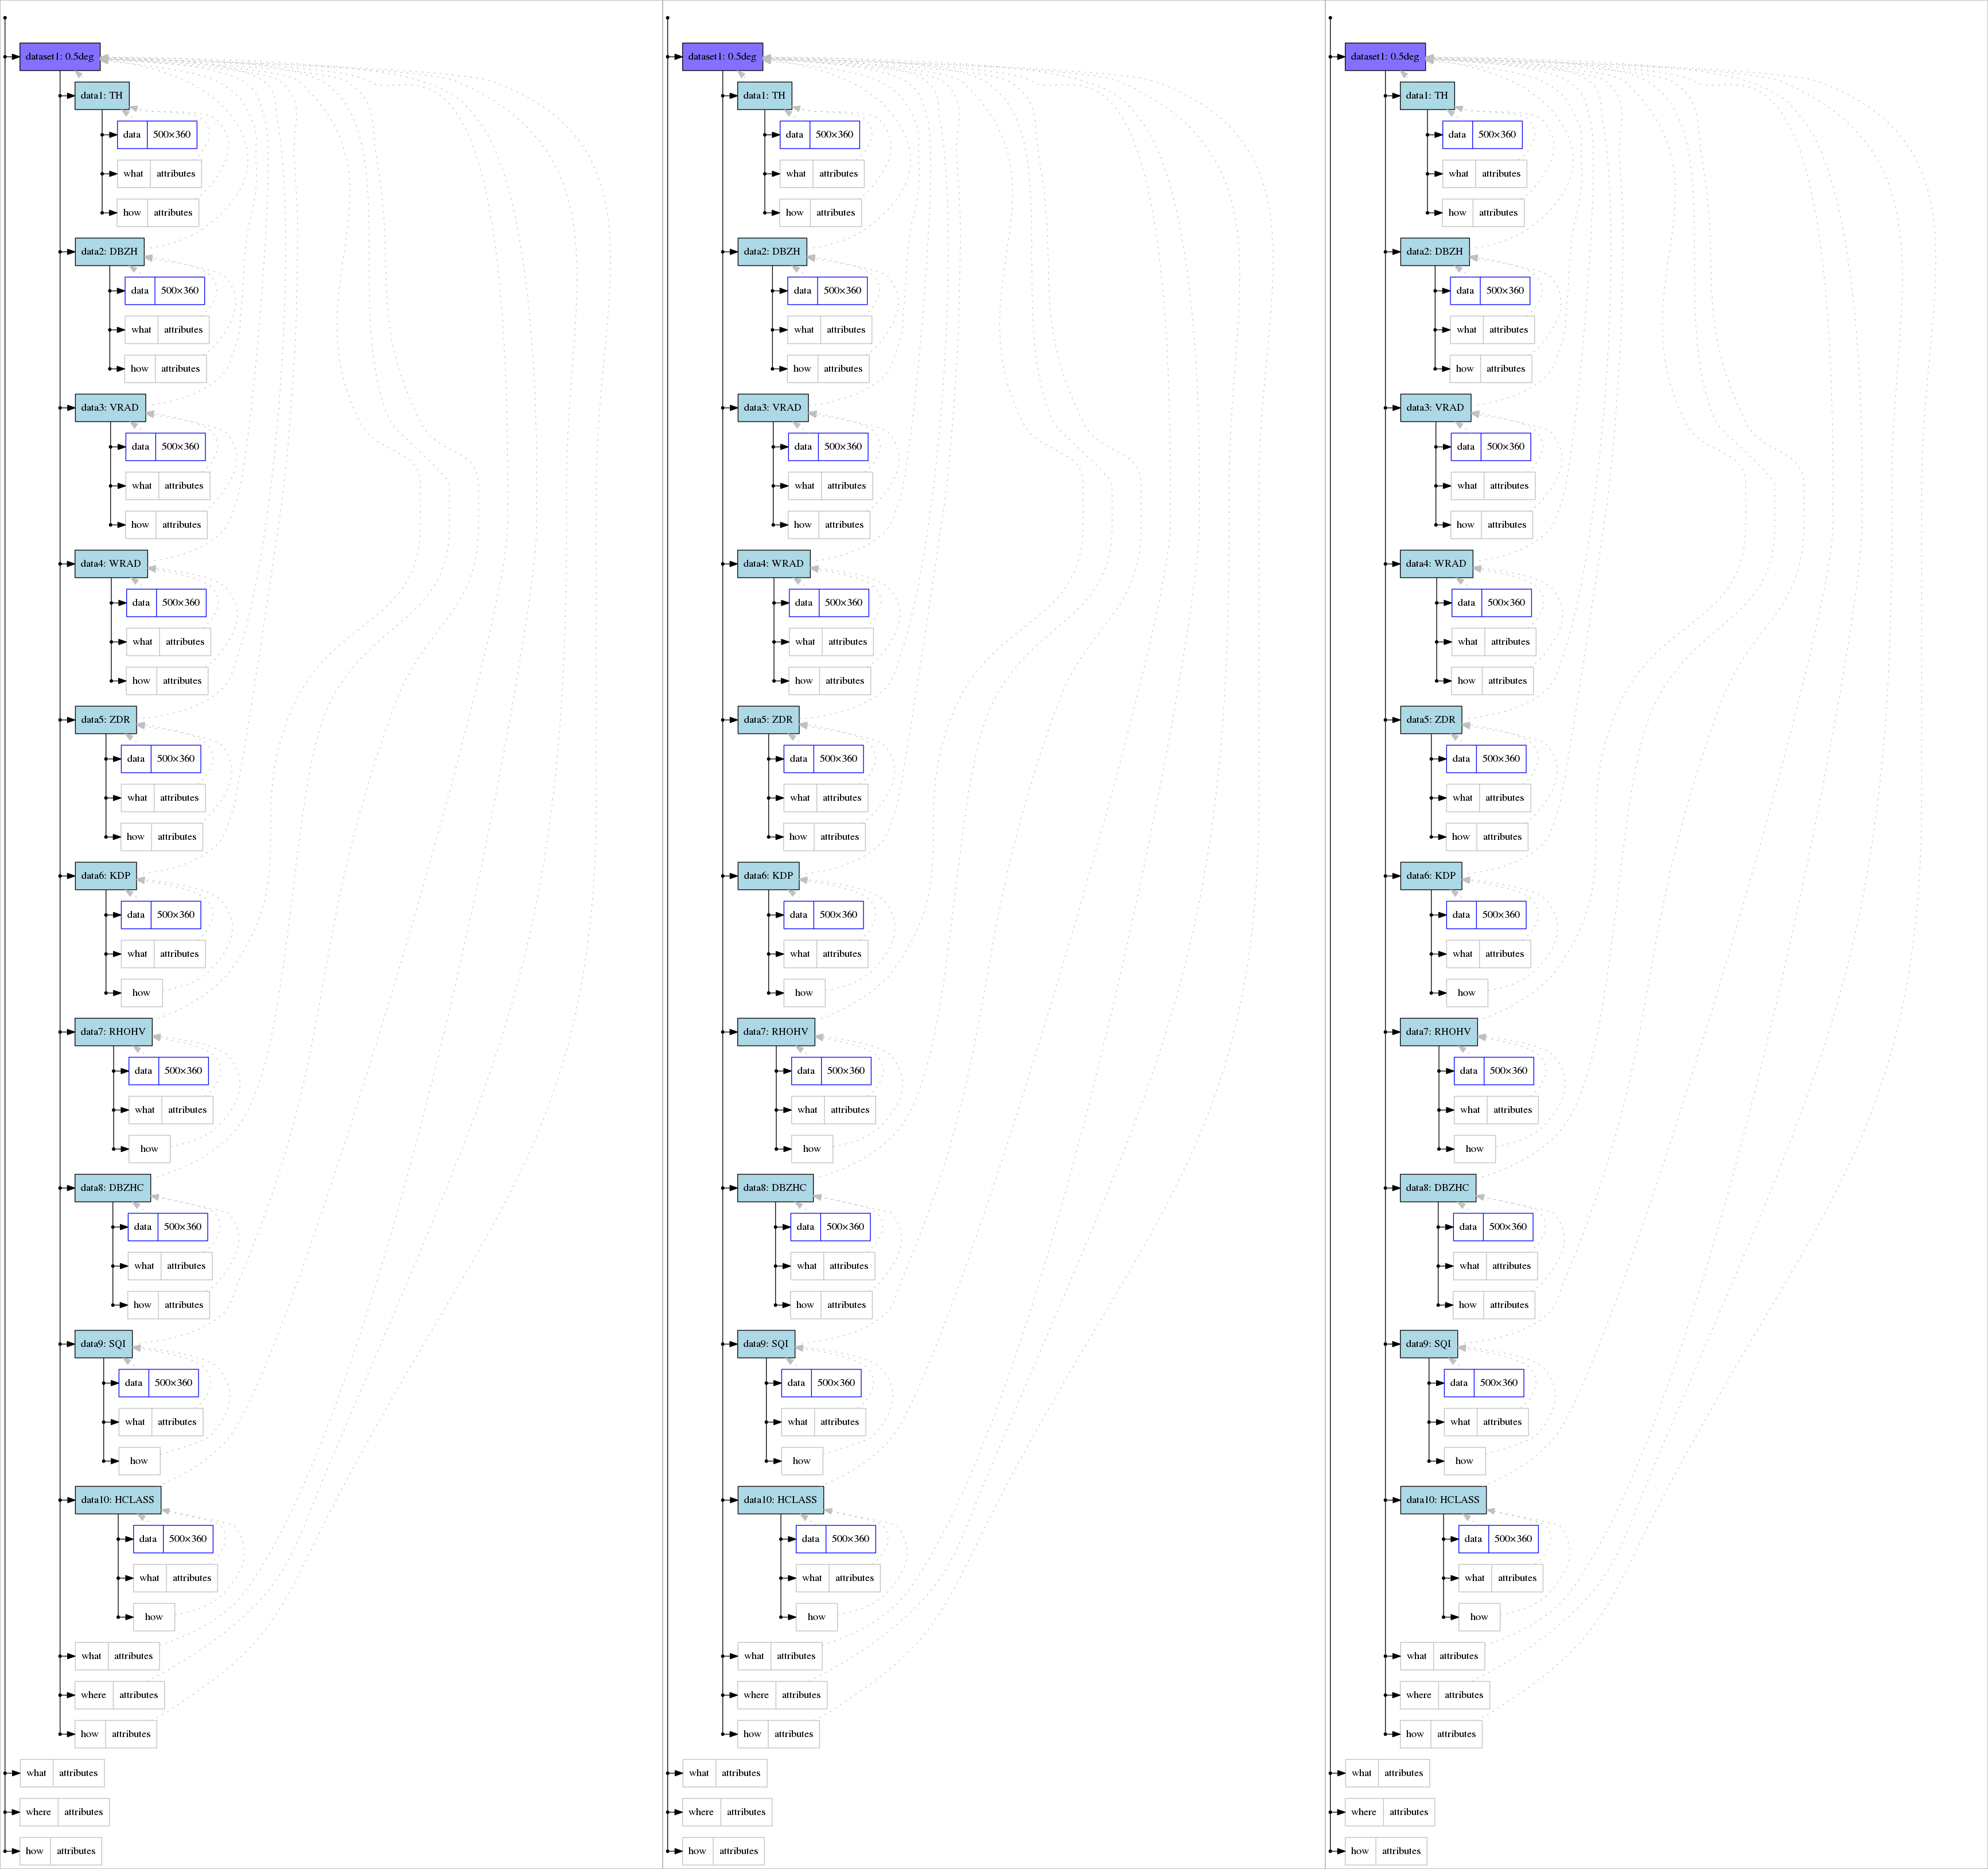 dataset1: 0.5deg
data1: TH
data 500×360
what attributes
how attributes
data2: DBZH
data 500×360
what attributes
how attributes
data3: VRAD
data 500×360
what attributes
how attributes
data4: WRAD
data 500×360
what attributes
how attributes
data5: ZDR
data 500×360
what attributes
how attributes
data6: KDP
data 500×360
what attributes
how
data7: RHOHV
data 500×360
what attributes
how
data8: DBZHC
data 500×360
what attributes
how attributes
data9: SQI
data 500×360
what attributes
how
data10: HCLASS
data 500×360
what attributes
how
what attributes
where attributes
how attributes
what attributes
where attributes
how attributes
dataset1: 0.5deg
data1: TH
data 500×360
what attributes
how attributes
data2: DBZH
data 500×360
what attributes
how attributes
data3: VRAD
data 500×360
what attributes
how attributes
data4: WRAD
data 500×360
what attributes
how attributes
data5: ZDR
data 500×360
what attributes
how attributes
data6: KDP
data 500×360
what attributes
how
data7: RHOHV
data 500×360
what attributes
how
data8: DBZHC
data 500×360
what attributes
how attributes
data9: SQI
data 500×360
what attributes
how
data10: HCLASS
data 500×360
what attributes
how
what attributes
where attributes
how attributes
what attributes
where attributes
how attributes
dataset1: 0.5deg
data1: TH
data 500×360
what attributes
how attributes
data2: DBZH
data 500×360
what attributes
how attributes
data3: VRAD
data 500×360
what attributes
how attributes
data4: WRAD
data 500×360
what attributes
how attributes
data5: ZDR
data 500×360
what attributes
how attributes
data6: KDP
data 500×360
what attributes
how
data7: RHOHV
data 500×360
what attributes
how
data8: DBZHC
data 500×360
what attributes
how attributes
data9: SQI
data 500×360
what attributes
how
data10: HCLASS
data 500×360
what attributes
how
what attributes
where attributes
how attributes
what attributes
where attributes
how attributes